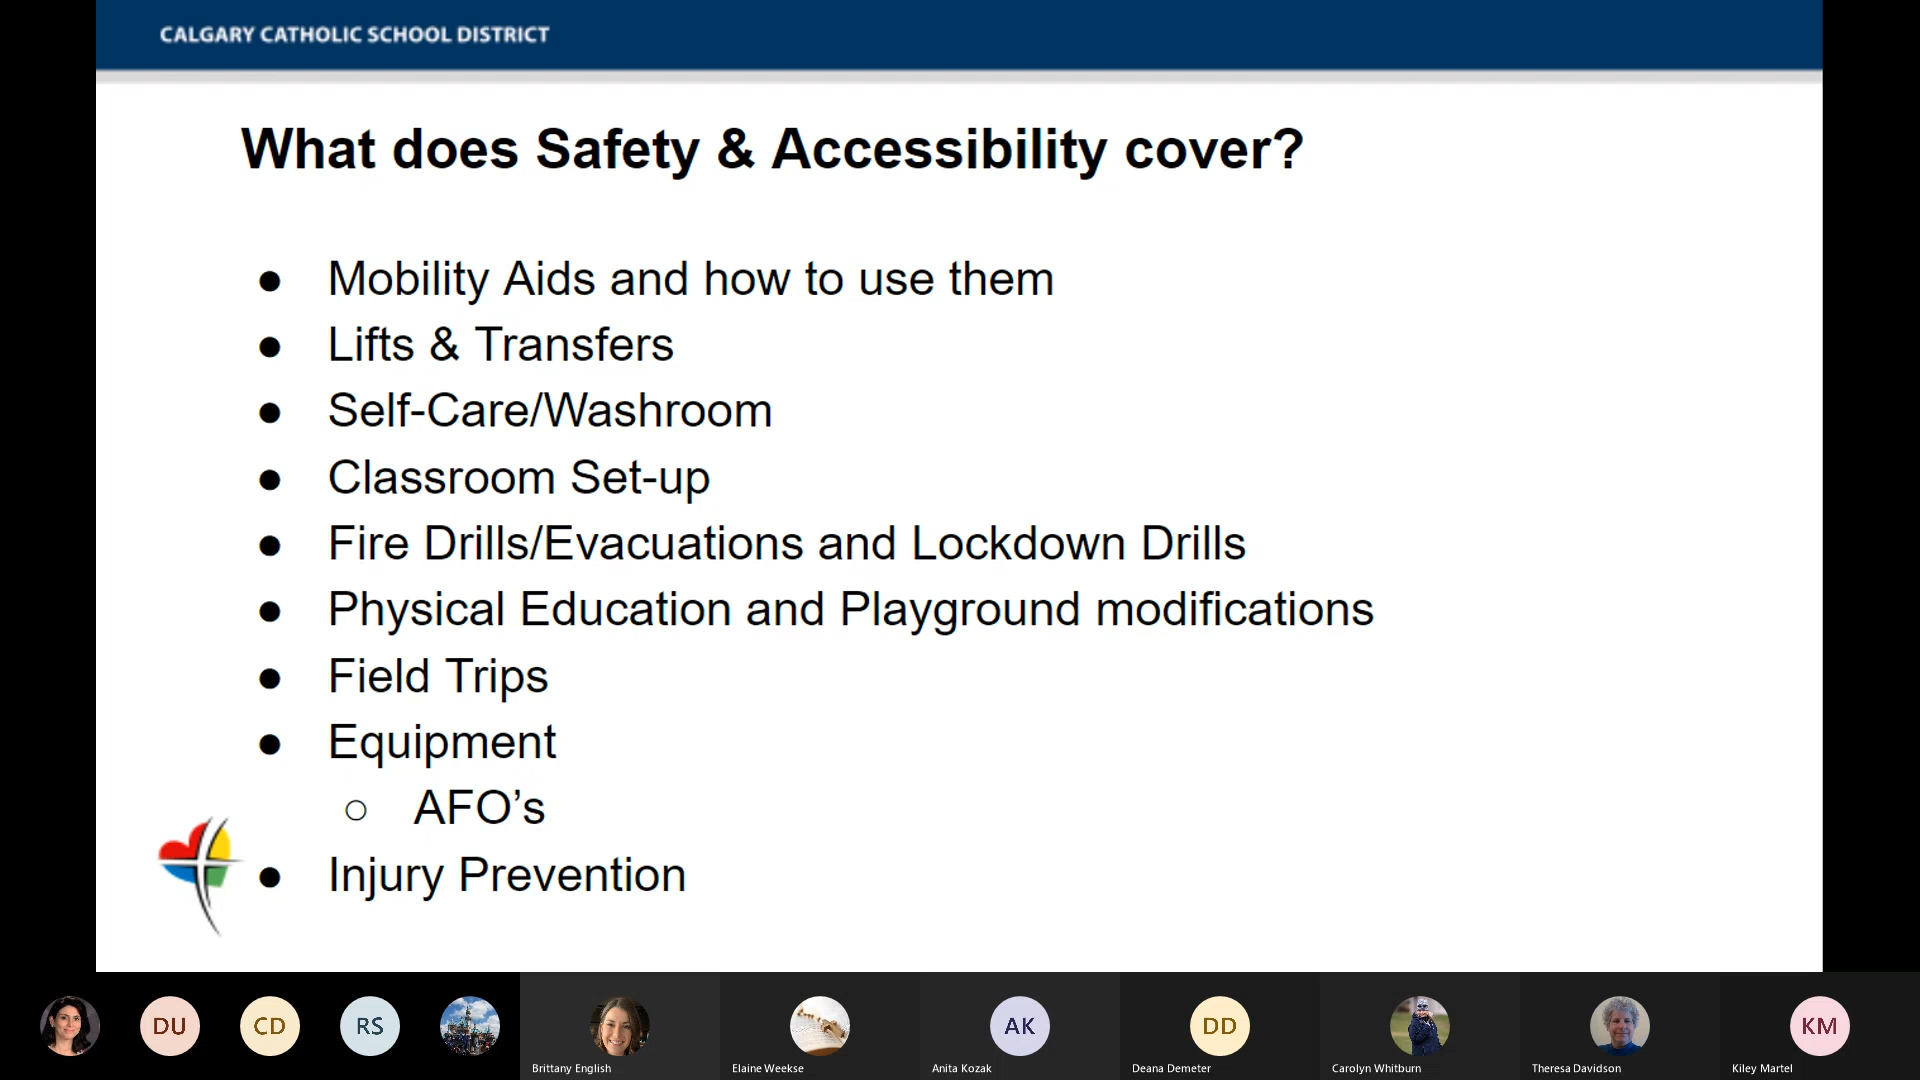 CALGARY CATHOLIC SCHOOL DISTRICT
What does Safety & Accessibility cover?
● Mobility Aids and how to use them
● Lifts & Transfers
● Self-Care/Washroom
● Classroom Set-up
● Fire Drills/Evacuations and Lockdown Drills
● Physical Education and Playground modifications
● Field Trips
● Equipment
○ AFO’s
● Injury Prevention
DU CD RS AK DD KM
Brittany English Elaine Weekse Anita Kozak Deana Demeter Carolyn Whitburn Theresa Davidson Kiley Martel